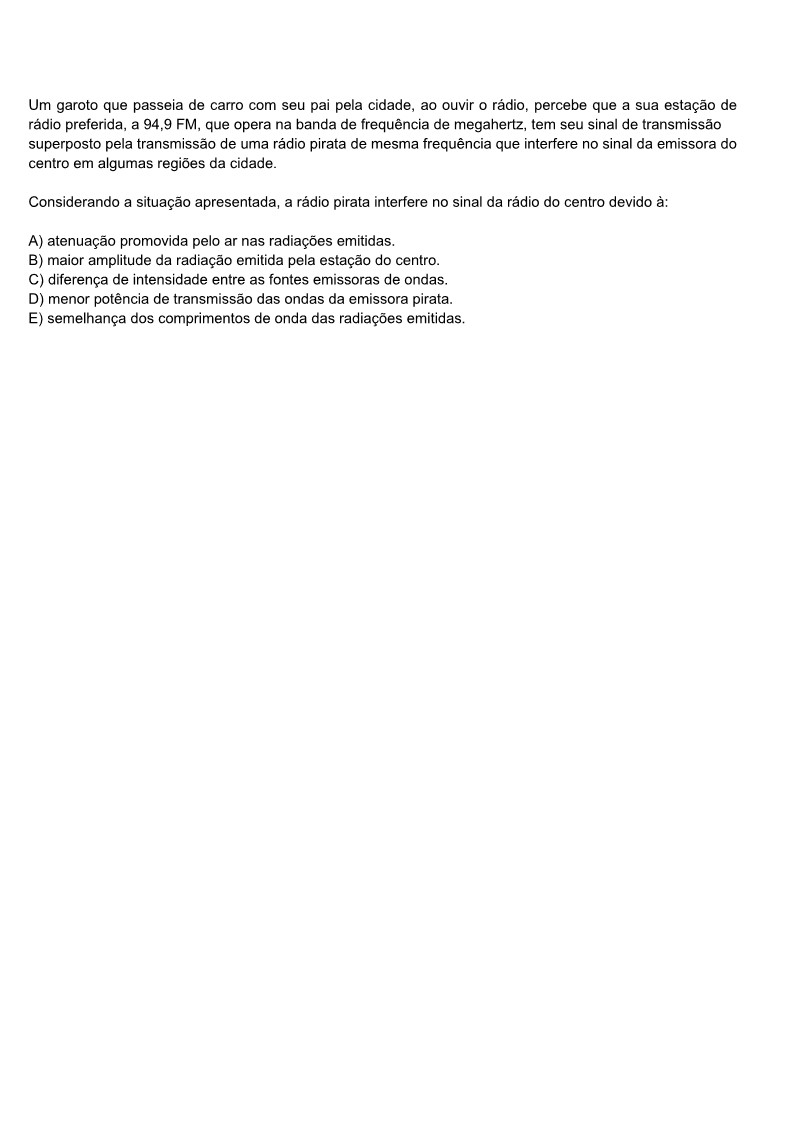 Um garoto que passeia de carro com seu pai pela cidade, ao ouvir o rádio, percebe que a sua estação de
rádio preferida, a 94,9 FM, que opera na banda de frequência de megahertz, tem seu sinal de transmissão
superposto pela transmissão de uma rádio pirata de mesma frequência que interfere no sinal da emissora do
centro em algumas regiões da cidade.
Considerando a situação apresentada, a rádio pirata interfere no sinal da rádio do centro devido à:
A) atenuação promovida pelo ar nas radiações emitidas.
B) maior amplitude da radiação emitida pela estação do centro.
C) diferença de intensidade entre as fontes emissoras de ondas.
D) menor potência de transmissão das ondas da emissora pirata.
E) semelhança dos comprimentos de onda das radiações emitidas.